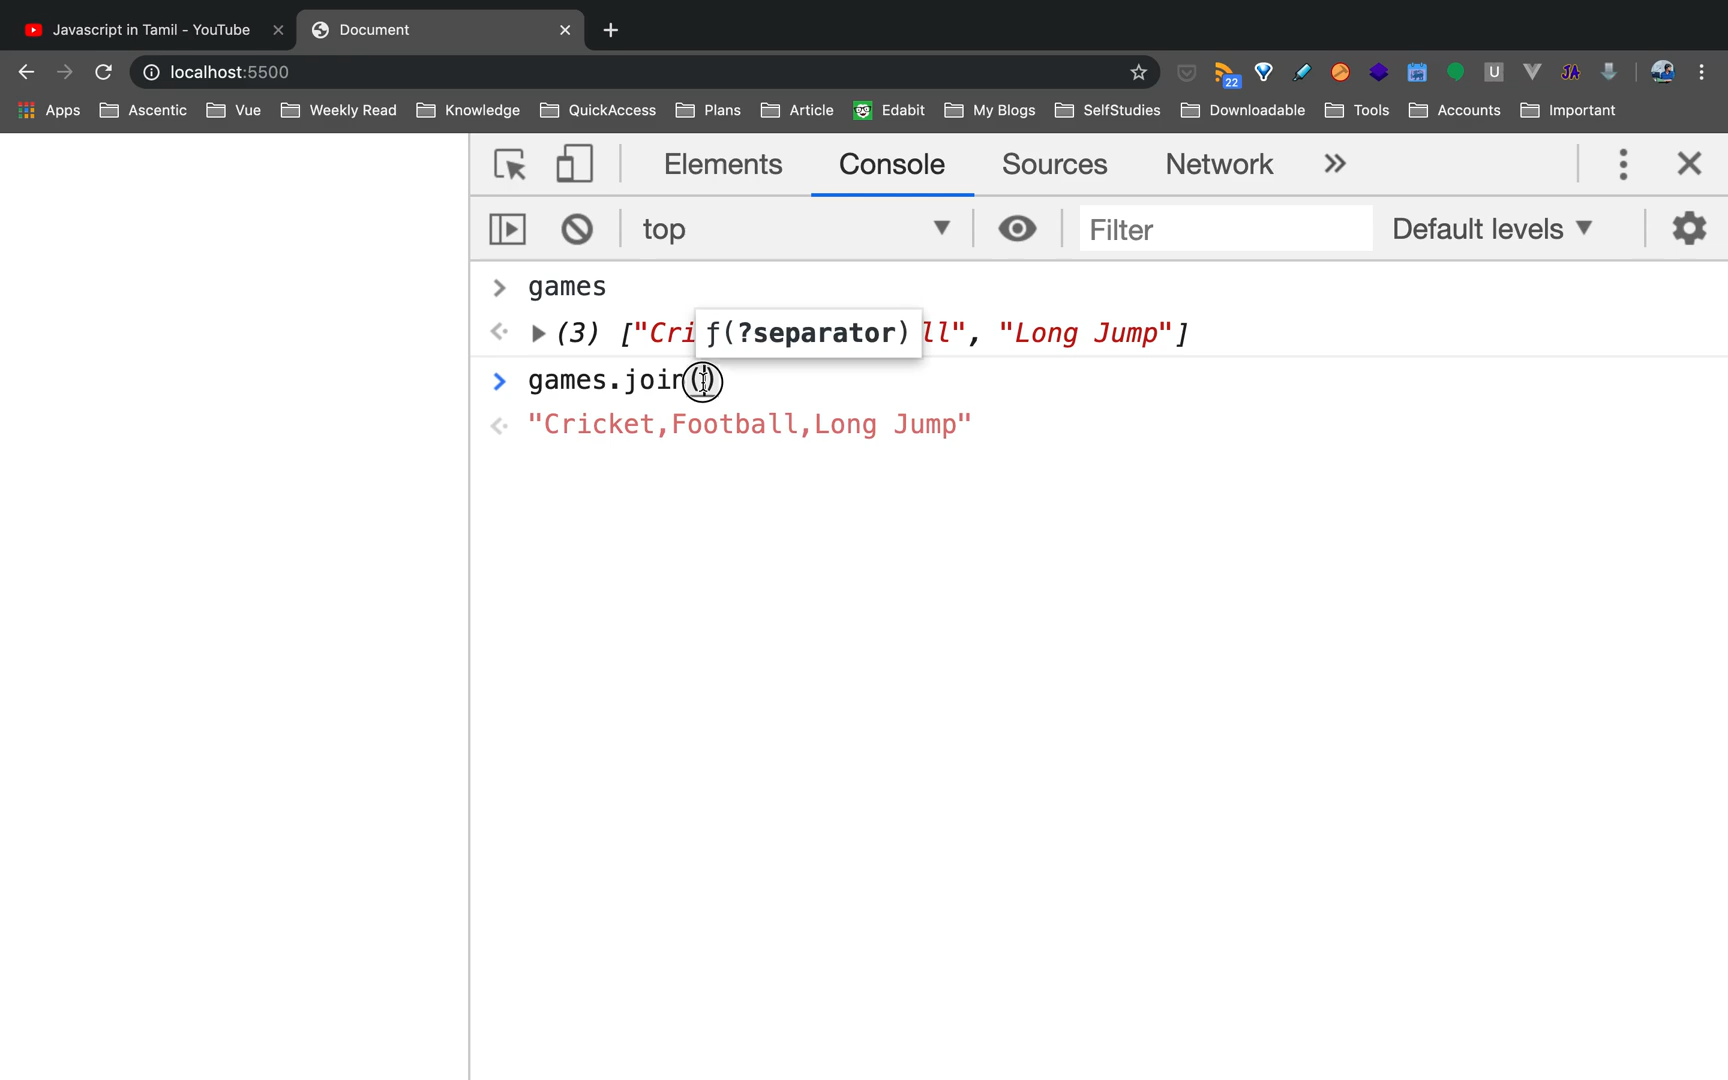 Javascript in Tamil - YouTube
Document
localhost:5500
22
U
JA
Apps
Ascentic
Vue
Weekly Read
Knowledge
QuickAccess
Plans
Article
Edabit
My Blogs
SelfStudies
Downloadable
Tools
Accounts
Important
Elements
Console
Sources
Network
top
Filter
Default levels
games
(3) ["Cri ll", "Long Jump"]
ƒ(?separator)
games.join()
"Cricket,Football,Long Jump"